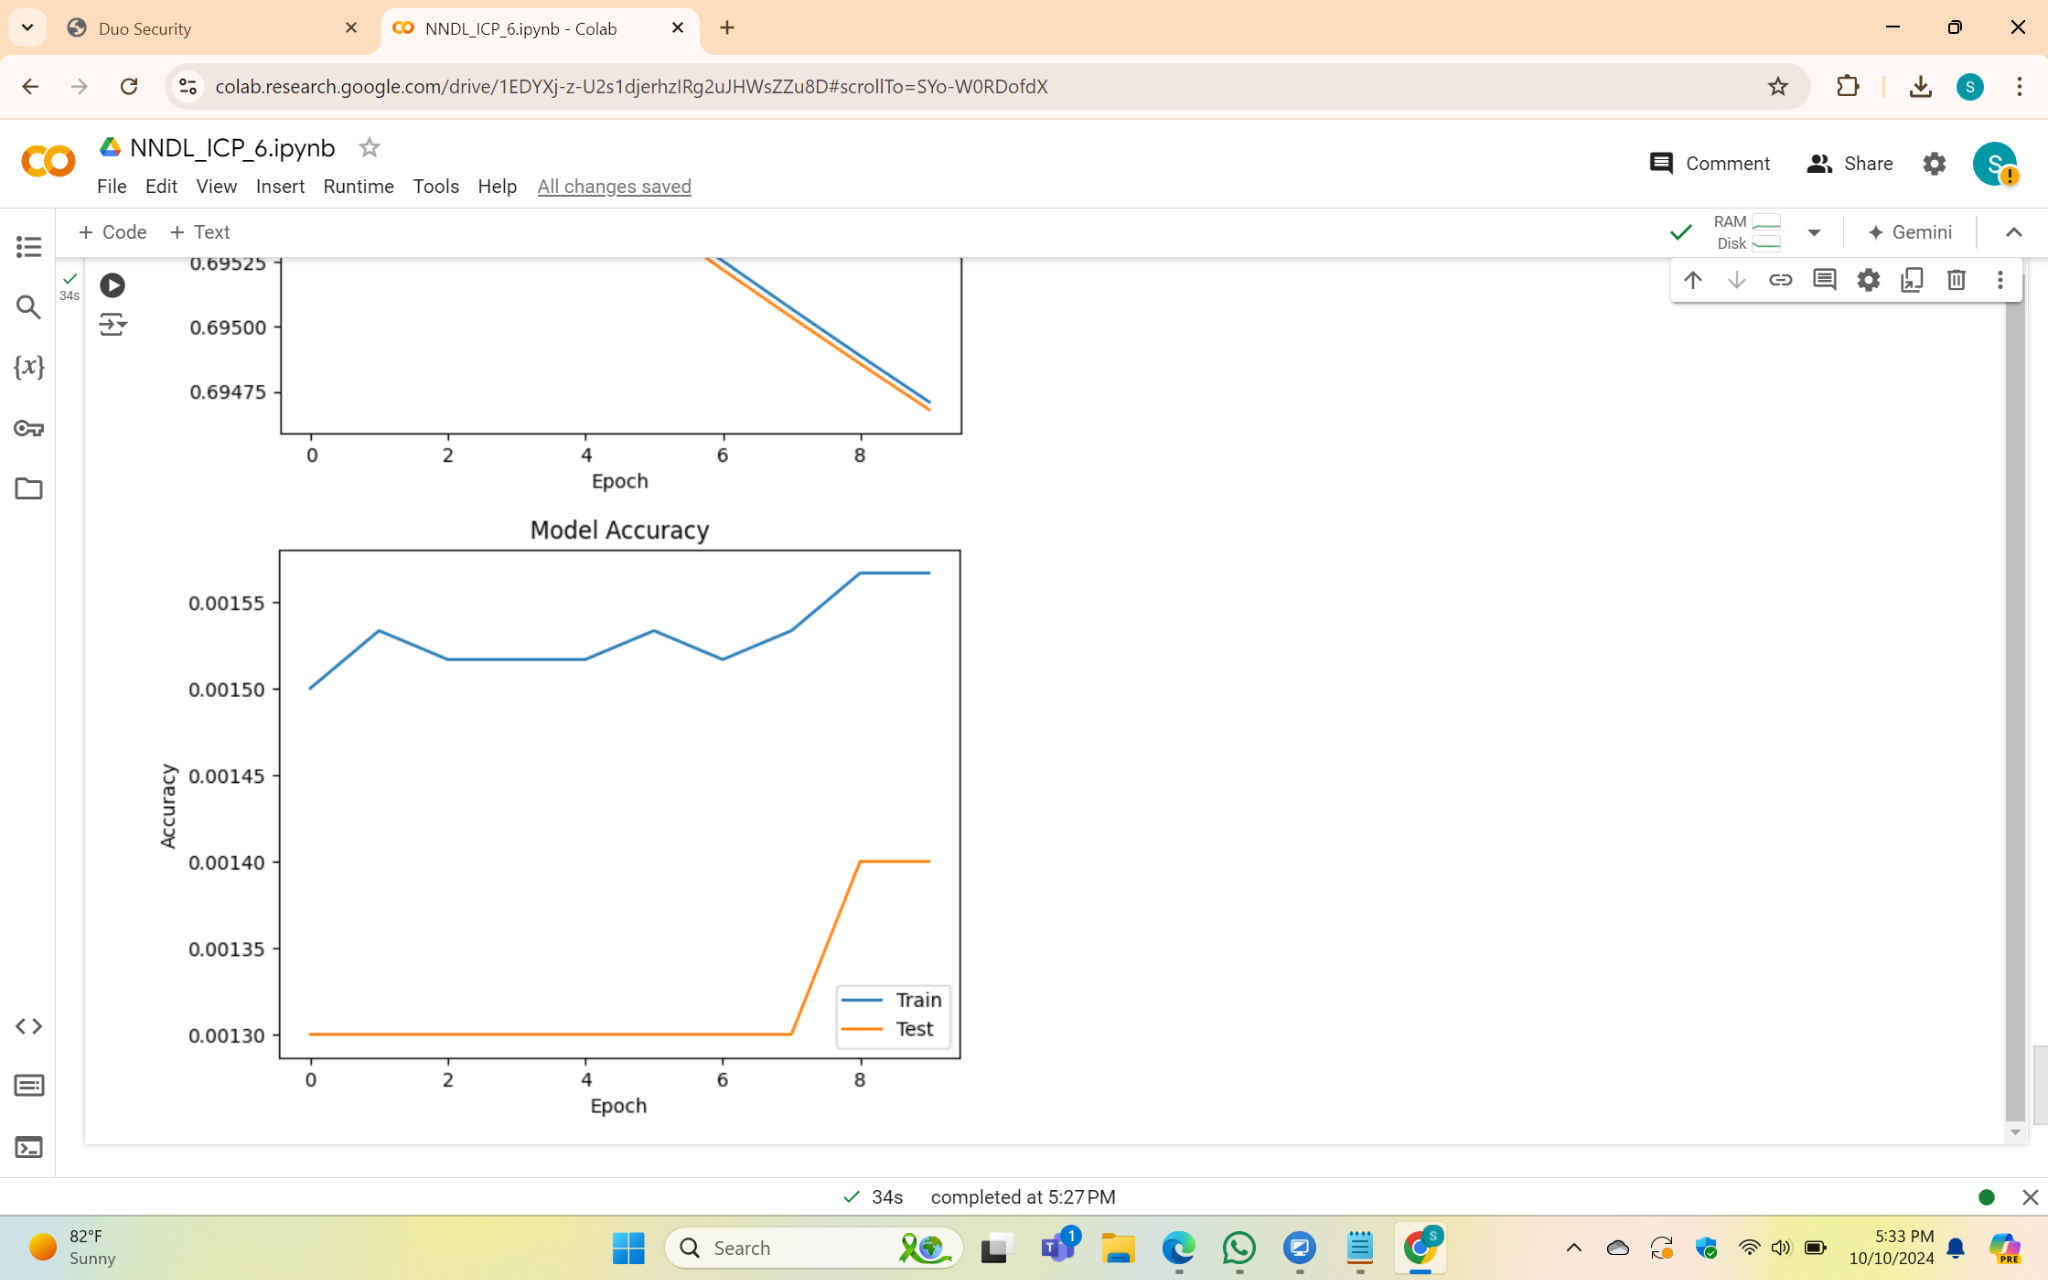 Duo Security
NNDL_ICP_6.ipynb - Colab
colab.research.google.com/drive/1EDYXj-z-U2s1djerhzIRg2uJHWsZZu8D#scrollTo=SYo-W0RDofdX
S
NNDL_ICP_6.ipynb
Comment
Share
S
File Edit View Insert Runtime Tools Help All changes saved
+ Code + Text
RAM
Disk
Gemini
34s
{x}
0.69525
0.69500
0.69475
0 2 4 6 8
Epoch
Model Accuracy
0.00155
0.00150
0.00145
0.00140
0.00135
0.00130
Accuracy
Train
Test
0 2 4 6 8
Epoch
34s completed at 5:27 PM
82°F
Sunny
Search
1
S
5:33 PM
10/10/2024
PRE